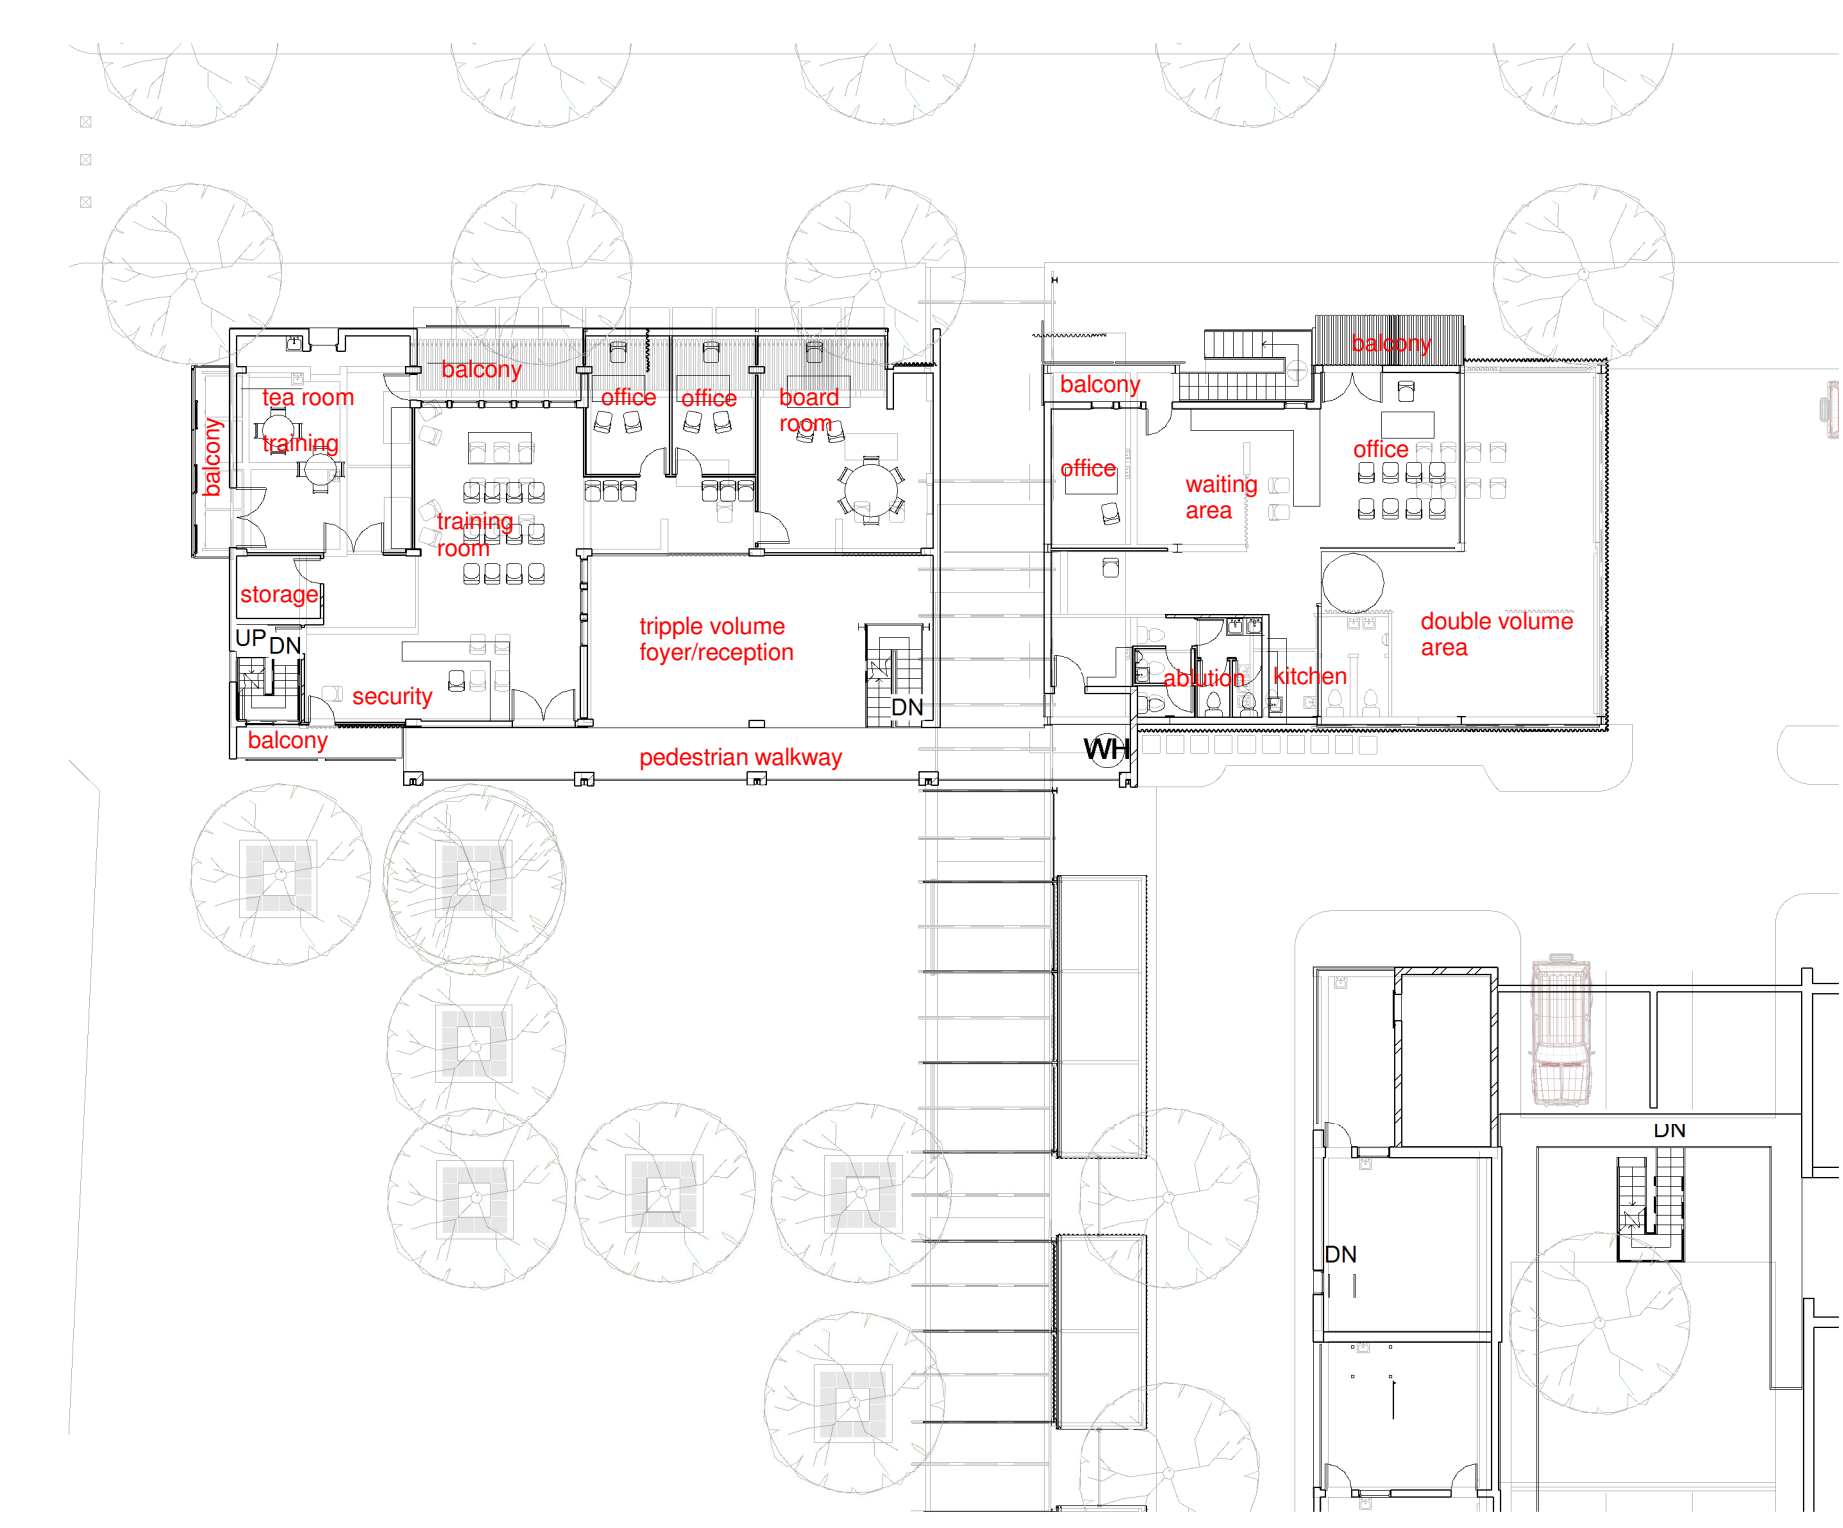 balcony
balcony
balcony
balcony
tea room
office
office
board
room
training
balcony
office
office
waiting
area
training
room
storage
tripple volume
foyer/reception
double volume
area
UP
DN
security
ablution
kitchen
DN
balcony
pedestrian walkway
WH
DN
DN